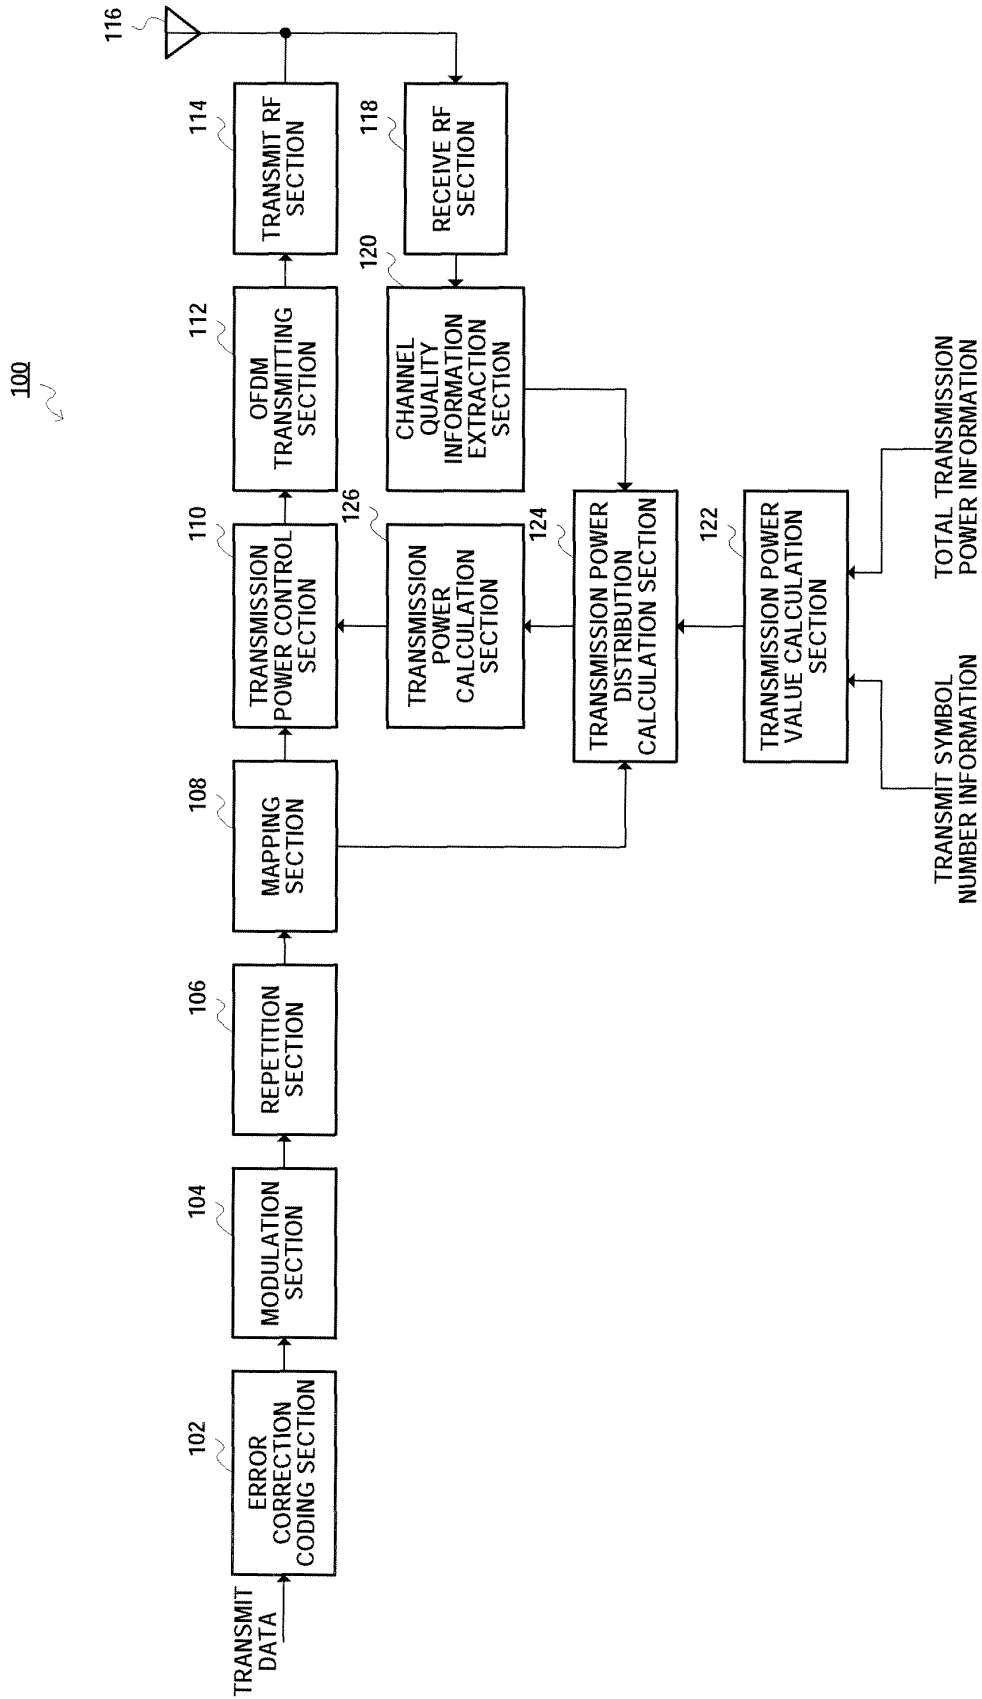 100
TRANSMIT
DATA
102
ERROR
CORRECTION
CODING SECTION
104
MODULATION
SECTION
106
REPETITION
SECTION
108
MAPPING
SECTION
110
TRANSMISSION
POWER CONTROL
SECTION
112
OFDM
TRANSMITTING
SECTION
114
TRANSMIT RF
SECTION
116
126
TRANSMISSION
POWER
CALCULATION
SECTION
120
CHANNEL
QUALITY
INFORMATION
EXTRACTION
SECTION
118
RECEIVE RF
SECTION
124
TRANSMISSION POWER
DISTRIBUTION
CALCULATION SECTION
122
TRANSMISSION POWER
VALUE CALCULATION
SECTION
TRANSMIT SYMBOL
NUMBER INFORMATION
TOTAL TRANSMISSION
POWER INFORMATION